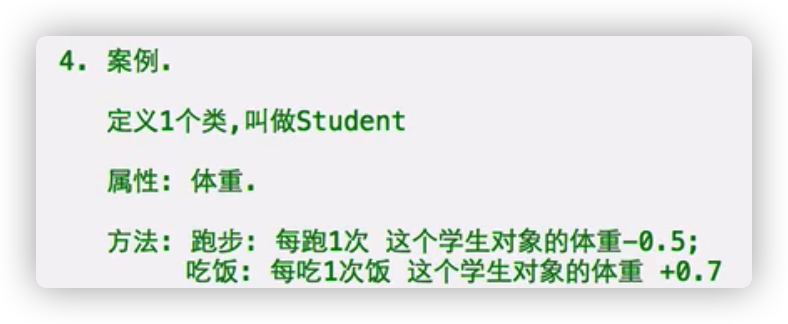 4. 案例.
定义1个类,叫做Student
属性: 体重.
方法: 跑步: 每跑1次 这个学生对象的体重-0.5;
吃饭: 每吃1次饭 这个学生对象的体重 +0.7